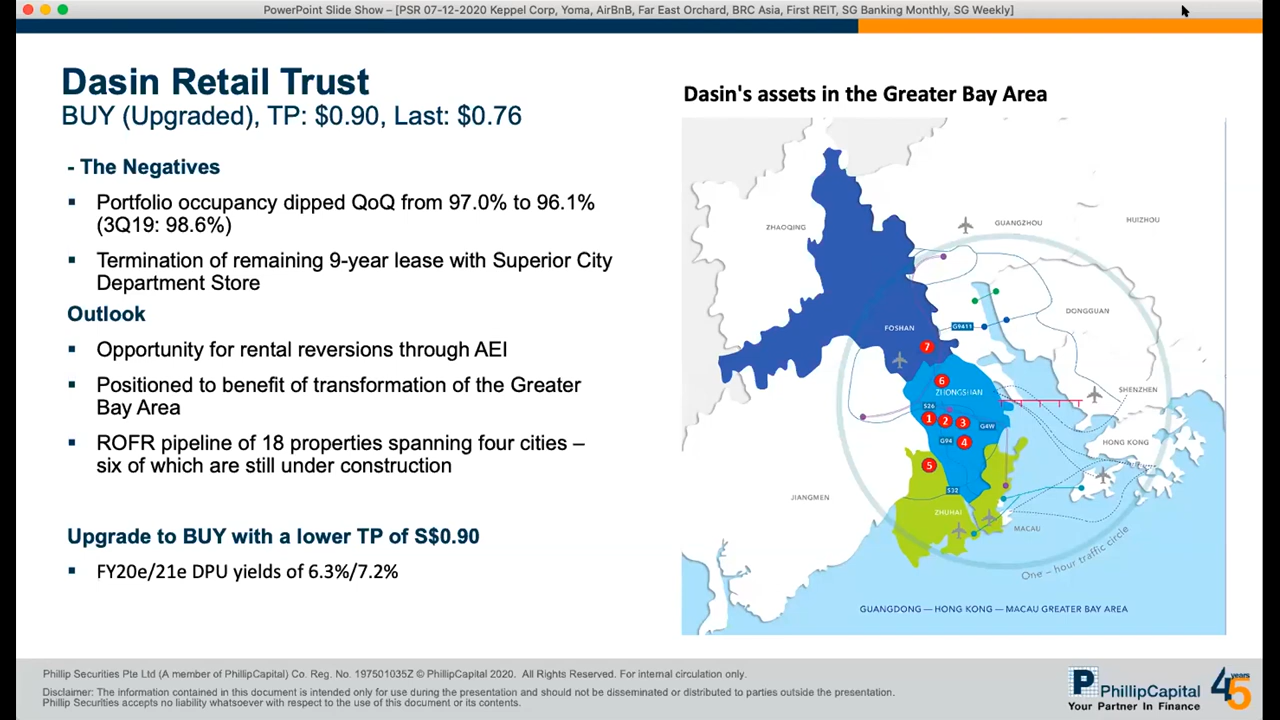 PowerPoint Slide Show – [PSR 07-12-2020 Keppel Corp, Yoma, AirBnB, Far East Orchard, BRC Asia, First REIT, SG Banking Monthly, SG Weekly]
Dasin Retail Trust
BUY (Upgraded), TP: $0.90, Last: $0.76
- The Negatives
▪ Portfolio occupancy dipped QoQ from 97.0% to 96.1%
(3Q19: 98.6%)
▪ Termination of remaining 9-year lease with Superior City
Department Store
Outlook
▪ Opportunity for rental reversions through AEI
▪ Positioned to benefit of transformation of the Greater
Bay Area
▪ ROFR pipeline of 18 properties spanning four cities –
six of which are still under construction
Upgrade to BUY with a lower TP of S$0.90
▪ FY20e/21e DPU yields of 6.3%/7.2%
Dasin's assets in the Greater Bay Area
ZHAOQING
GUANGZHOU
HUIZHOU
DONGGUAN
FOSHAN
G9411
7
6
ZHONGSHAN
SHENZHEN
S26
1 2 3
G4W
G94
4
HONG KONG
5
S32
JIANGMEN
ZHUHAI
MACAU
One – hour traffic circle
GUANGDONG — HONG KONG — MACAU GREATER BAY AREA
Phillip Securities Pte Ltd (A member of PhillipCapital) Co. Reg. No. 197501035Z © PhillipCapital 2020. All Rights Reserved. For internal circulation only.
Disclaimer: The information contained in this document is intended only for use during the presentation and should not be disseminated or distributed to parties outside the presentation.
Phillip Securities accepts no liability whatsoever with respect to the use of this document or its contents.
P PhillipCapital
Your Partner In Finance
45 years